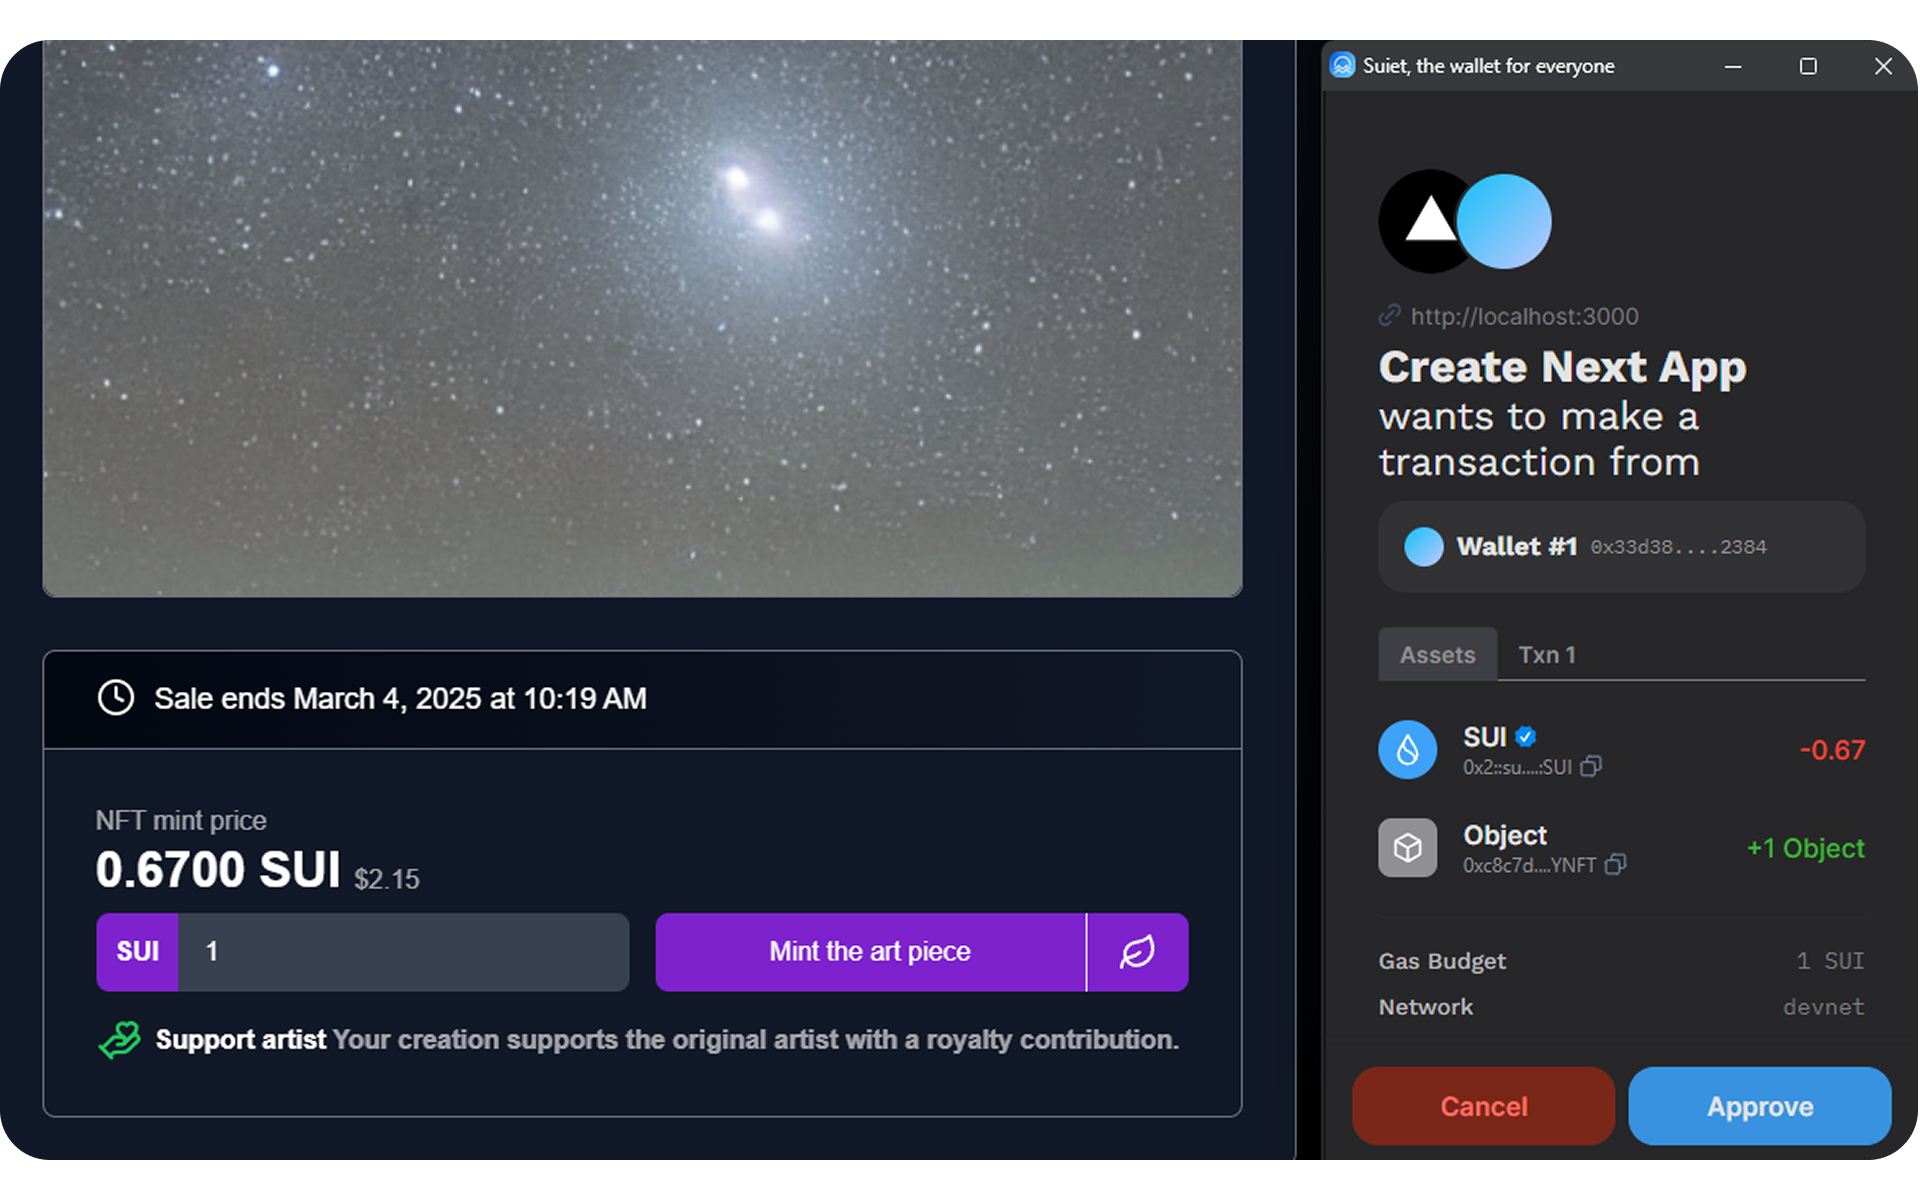 Sale ends March 4, 2025 at 10:19 AM
NFT mint price
0.6700 SUI $2.15
SUI 1
Mint the art piece
Support artist Your creation supports the original artist with a royalty contribution.
Suiet, the wallet for everyone
http://localhost:3000
Create Next App
wants to make a
transaction from
Wallet #1 0x33d38....2384
Assets Txn 1
SUI
0x2::su....:SUI
-0.67
Object
0xc8c7d....YNFT
+1 Object
Gas Budget 1 SUI
Network devnet
Cancel Approve